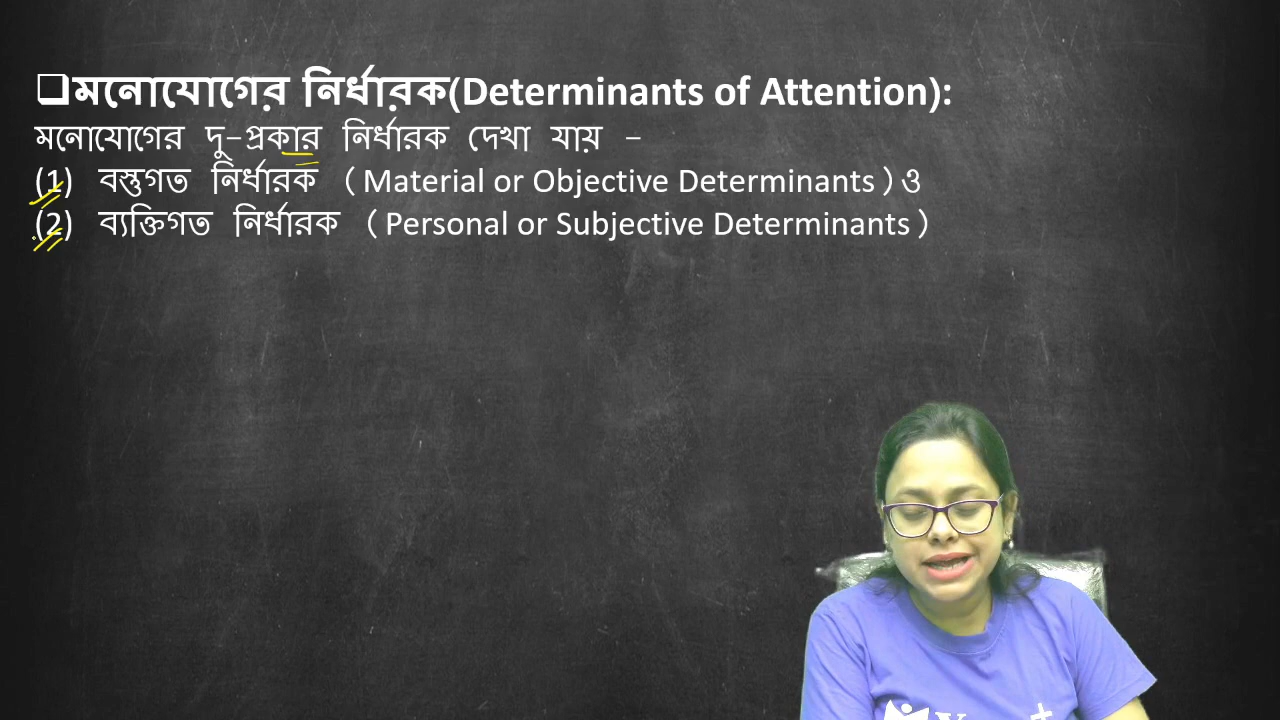 ❑মনোযোগের নির্ধারক(Determinants of Attention):
মনোযোগের দু-প্রকার নির্ধারক দেখা যায় –
(1) বস্তুগত নির্ধারক (Material or Objective Determinants)ও
(2) ব্যক্তিগত নির্ধারক (Personal or Subjective Determinants)